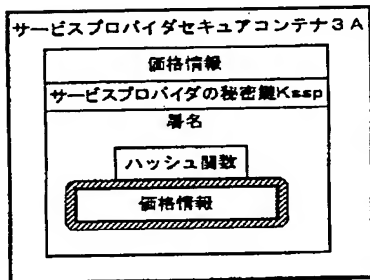 サービスプロバイダセキュアコンテナ3A
価格情報
サービスプロバイダの秘密鍵Kssp
署名
ハッシュ関数
価格情報